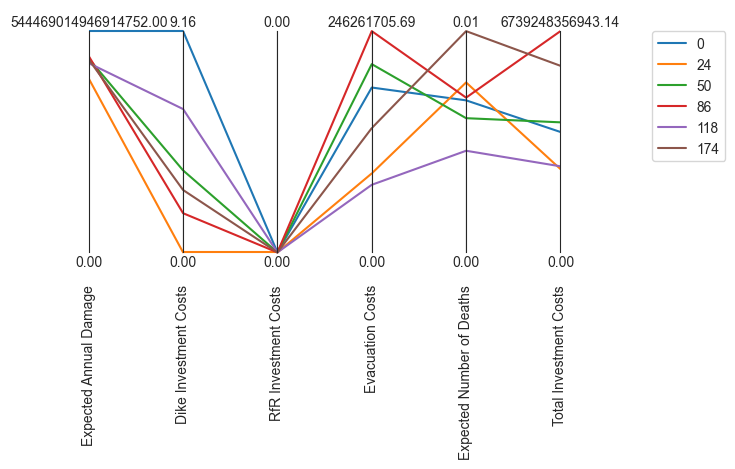 544469014946914752.00 9.16 0.00 246261705.69 0.01 6739248356943.14
0
24
50
86
118
174
0.00 0.00 0.00 0.00 0.00 0.00
Expected Annual Damage
Dike Investment Costs
RfR Investment Costs
Evacuation Costs
Expected Number of Deaths
Total Investment Costs